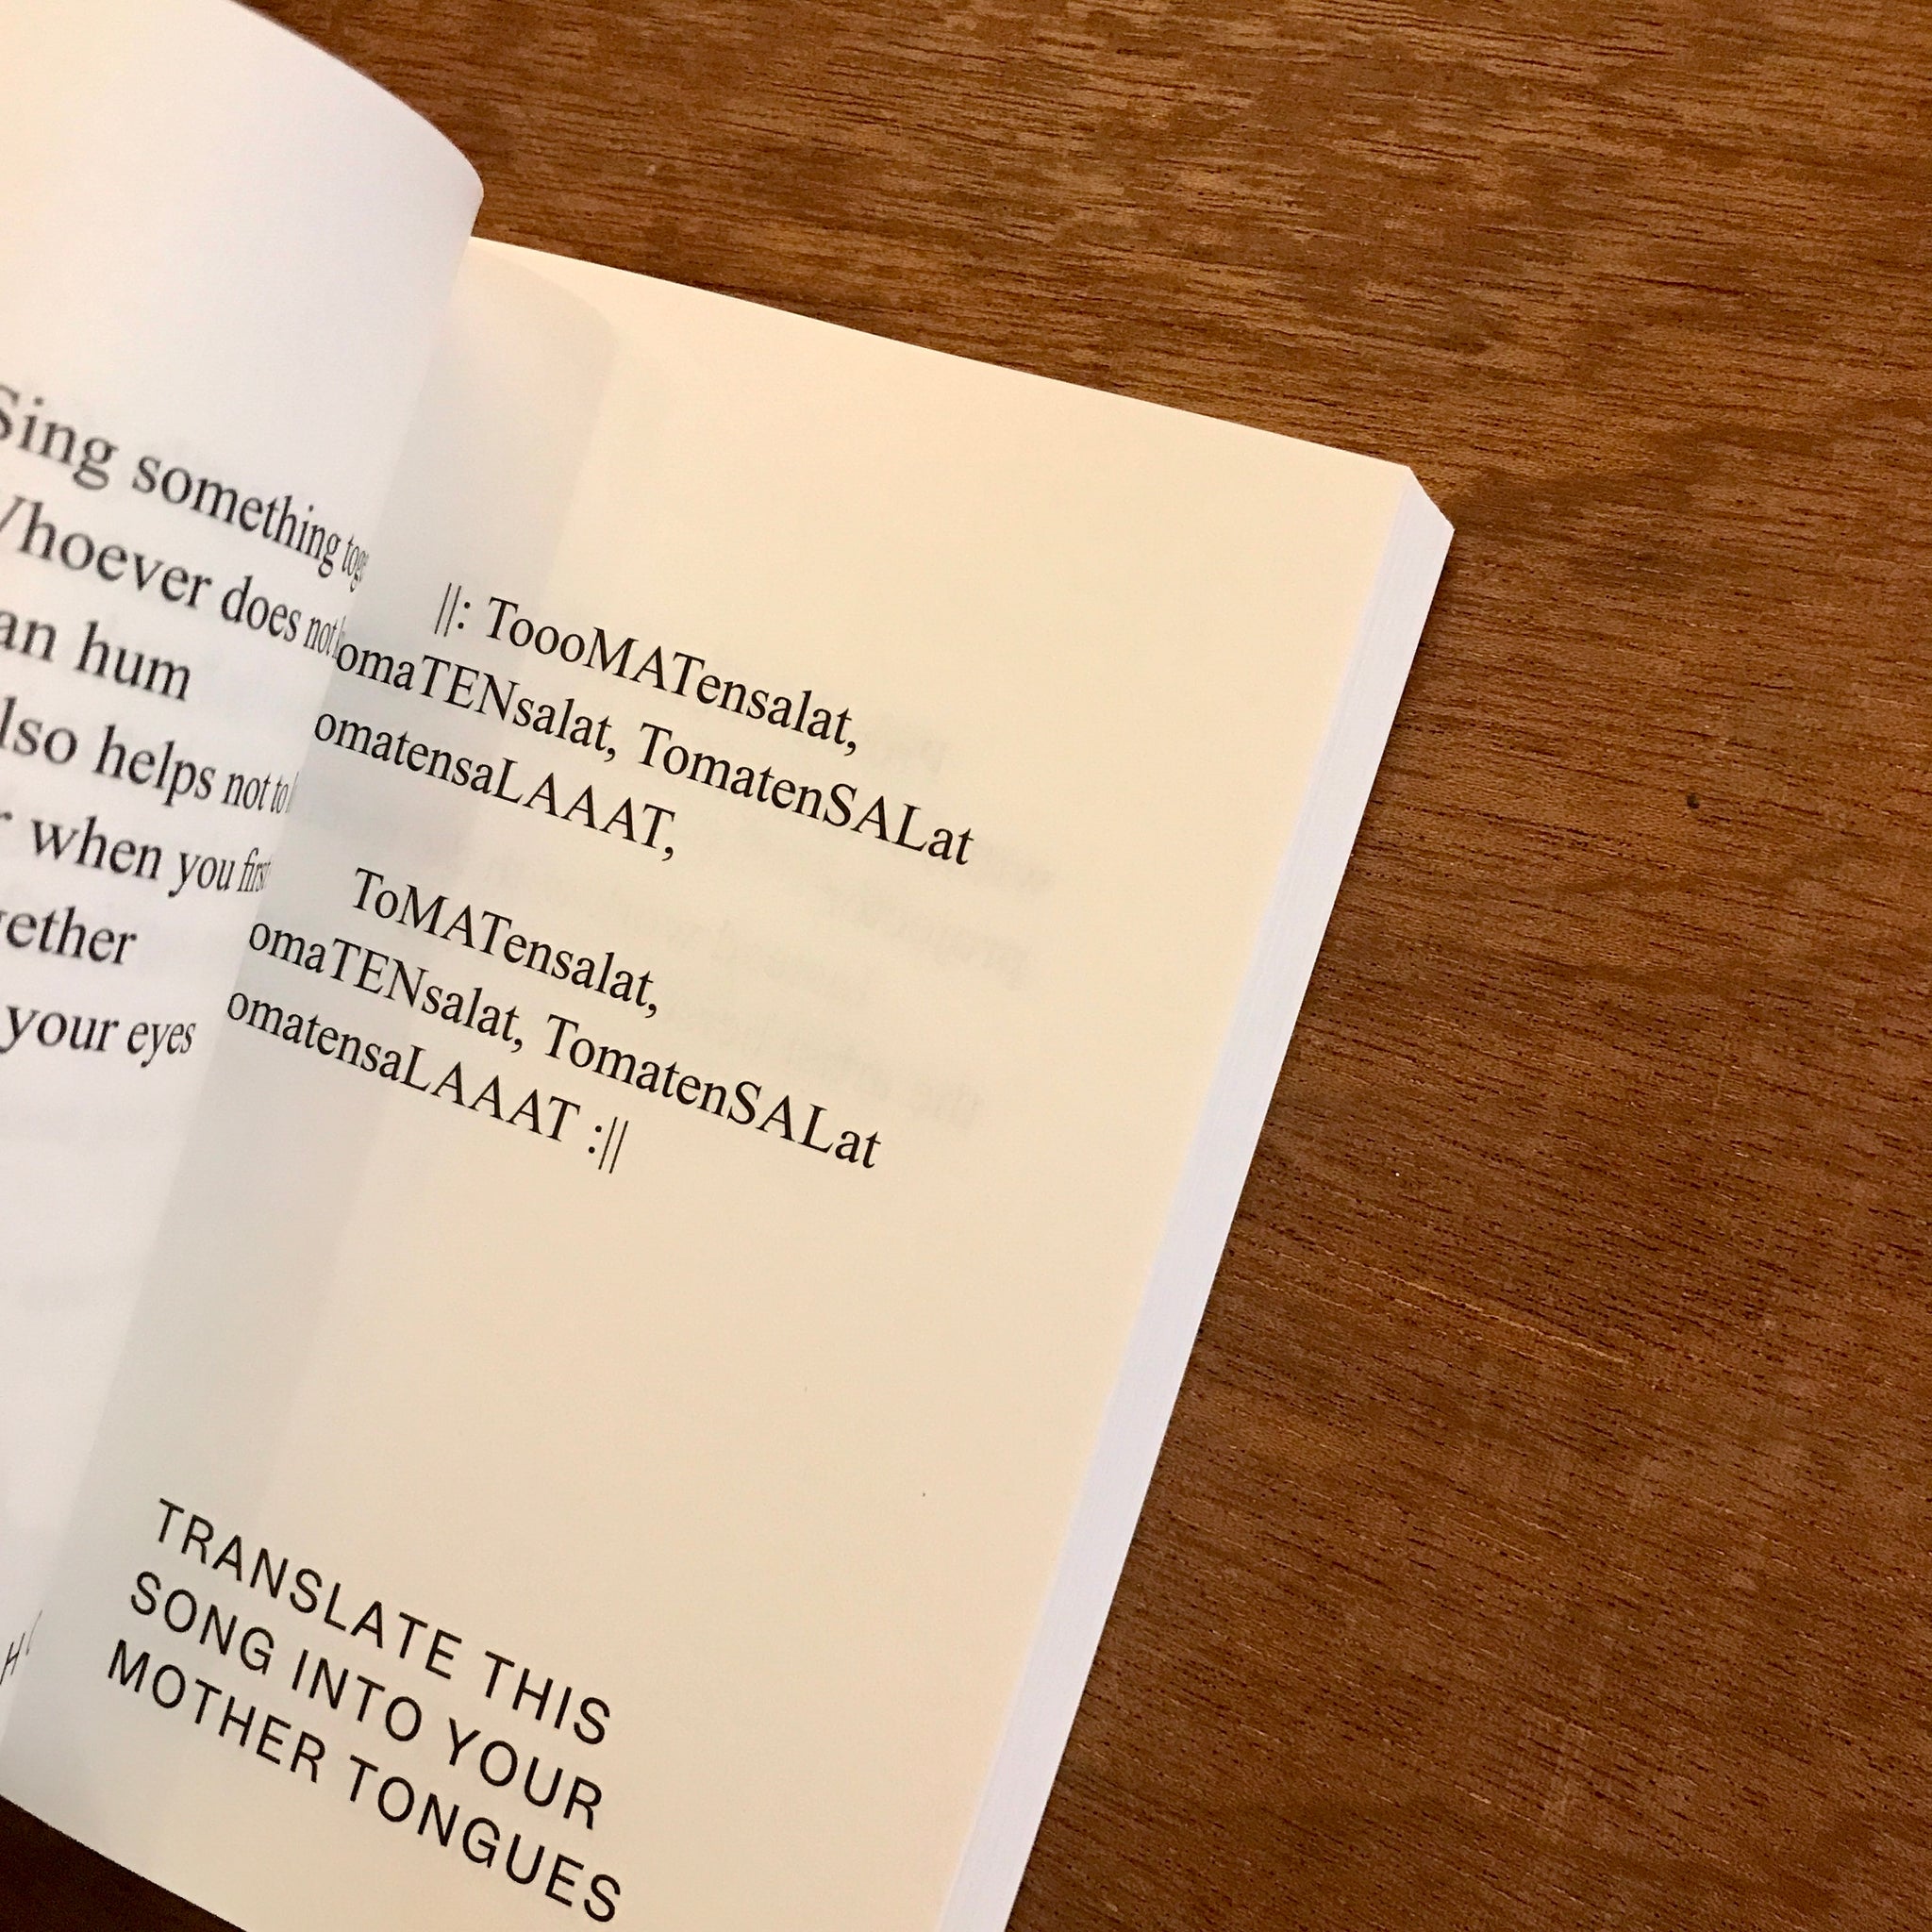 Sing something
hoever does not
an hum
lso helps not to
when you first
ether
your eyes
||: ToooMATensalat,
omaTENsalat, TomatenSALat
omatensaLAAAT,
ToMATensalat,
omaTENsalat, TomatenSALat
omatensaLAAAT :||
TRANSLATE THIS
SONG INTO YOUR
MOTHER TONGUES